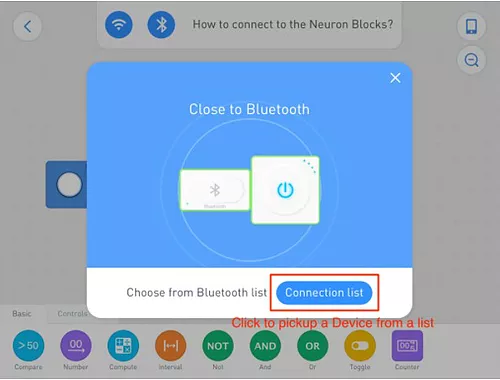 How to connect to the Neuron Blocks?
Close to Bluetooth
Bluetooth
Choose from Bluetooth list
Connection list
Click to pickup a Device from a list
Basic
Controls
>50
00
NOT
AND
OR
Compare
Number
Compute
Interval
Not
And
Or
Toggle
Counter